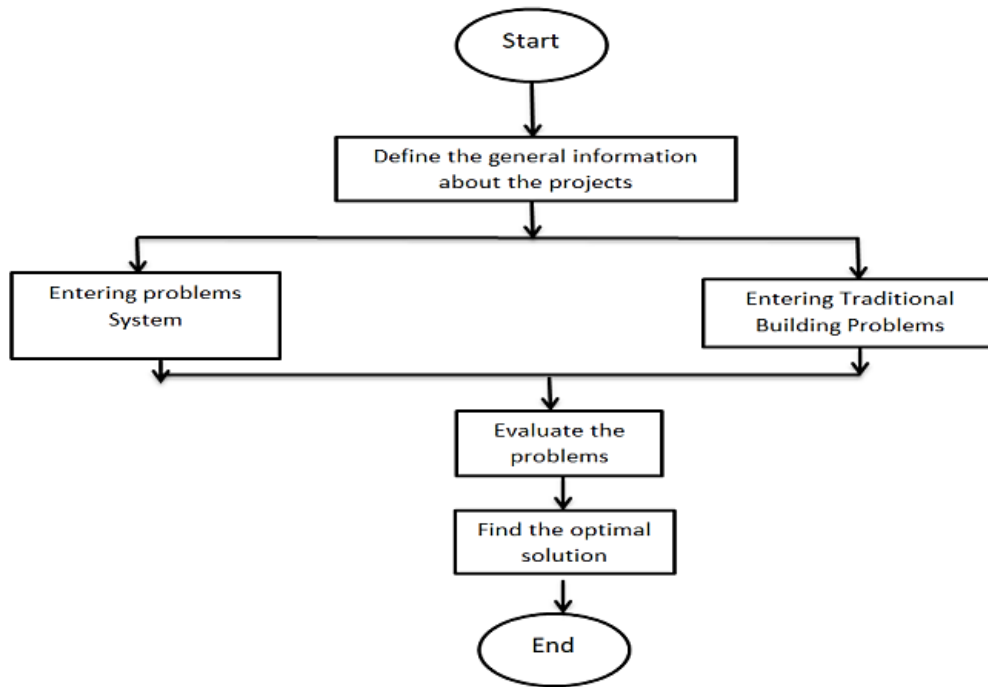 Start
Define the general information
about the projects
Entering problems
System
Entering Traditional
Building Problems
Evaluate the
problems
Find the optimal
solution
End